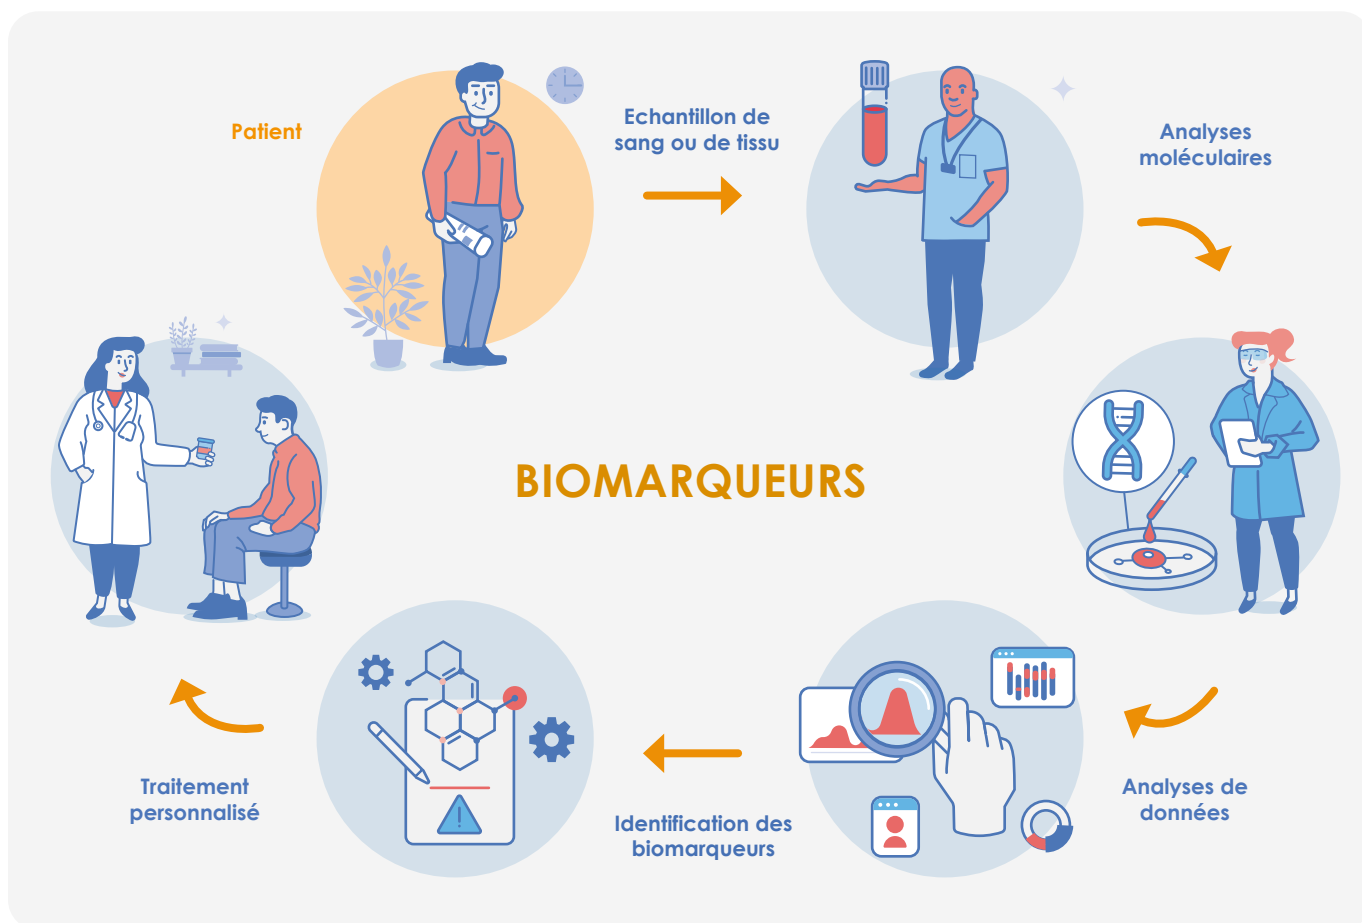 Patient
Echantillon de
sang ou de tissu
Analyses
moléculaires
BIOMARQUEURS
Analyses de
données
Identification des
biomarqueurs
Traitement
personnalisé